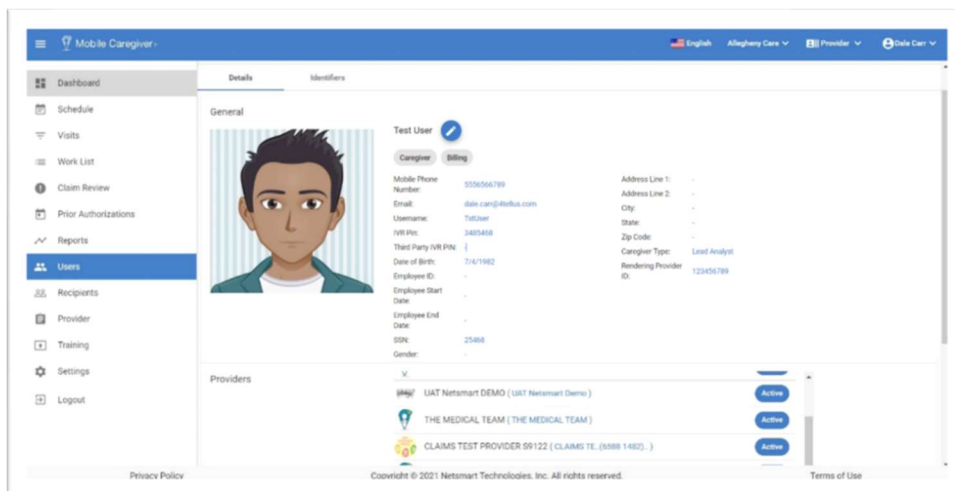 Mobile Caregiver+
English Allegheny Care Provider Dale Carr
Dashboard
Schedule
Visits
Work List
Claim Review
Prior Authorizations
Reports
Users
Recipients
Provider
Training
Settings
Logout
Details Identifiers
General
Test User
Caregiver Billing
Mobile Phone
Number: 5556566789
Email: dale.carr@4tellus.com
Username: TetUser
IVR Pin: 3485468
Third Party IVR PIN: {
Date of Birth: 7/4/1982
Employee ID: -
Employee Start
Date: -
Employee End
Date: -
SSN: 25468
Gender: -
Address Line 1: -
Address Line 2: -
City: -
State: -
Zip Code: -
Caregiver Type: Lead Analyst
Rendering Provider
ID: 123456789
Providers
UAT Netsmart DEMO ( UAT Netsmart Demo ) Active
THE MEDICAL TEAM ( THE MEDICAL TEAM ) Active
CLAIMS TEST PROVIDER S9122 ( CLAIMS TE..(6588 1482).. ) Active
Privacy Policy Copyright © 2021 Netsmart Technologies, Inc. All rights reserved. Terms of Use